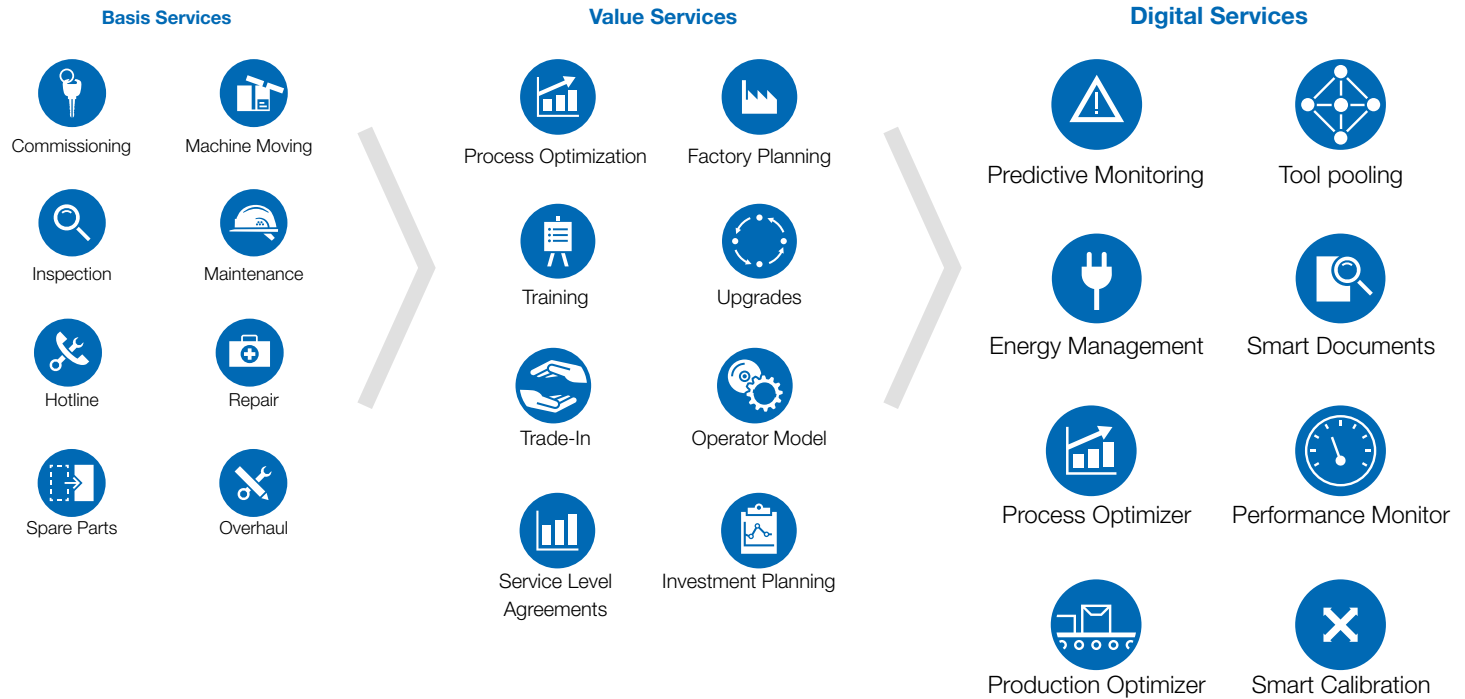 Basis Services
Commissioning
Machine Moving
Inspection
Maintenance
Hotline
Repair
Spare Parts
Overhaul
Value Services
Process Optimization
Factory Planning
Training
Upgrades
Trade-In
Operator Model
Service Level
Agreements
Investment Planning
Digital Services
Predictive Monitoring
Tool pooling
Energy Management
Smart Documents
Process Optimizer
Performance Monitor
Production Optimizer
Smart Calibration